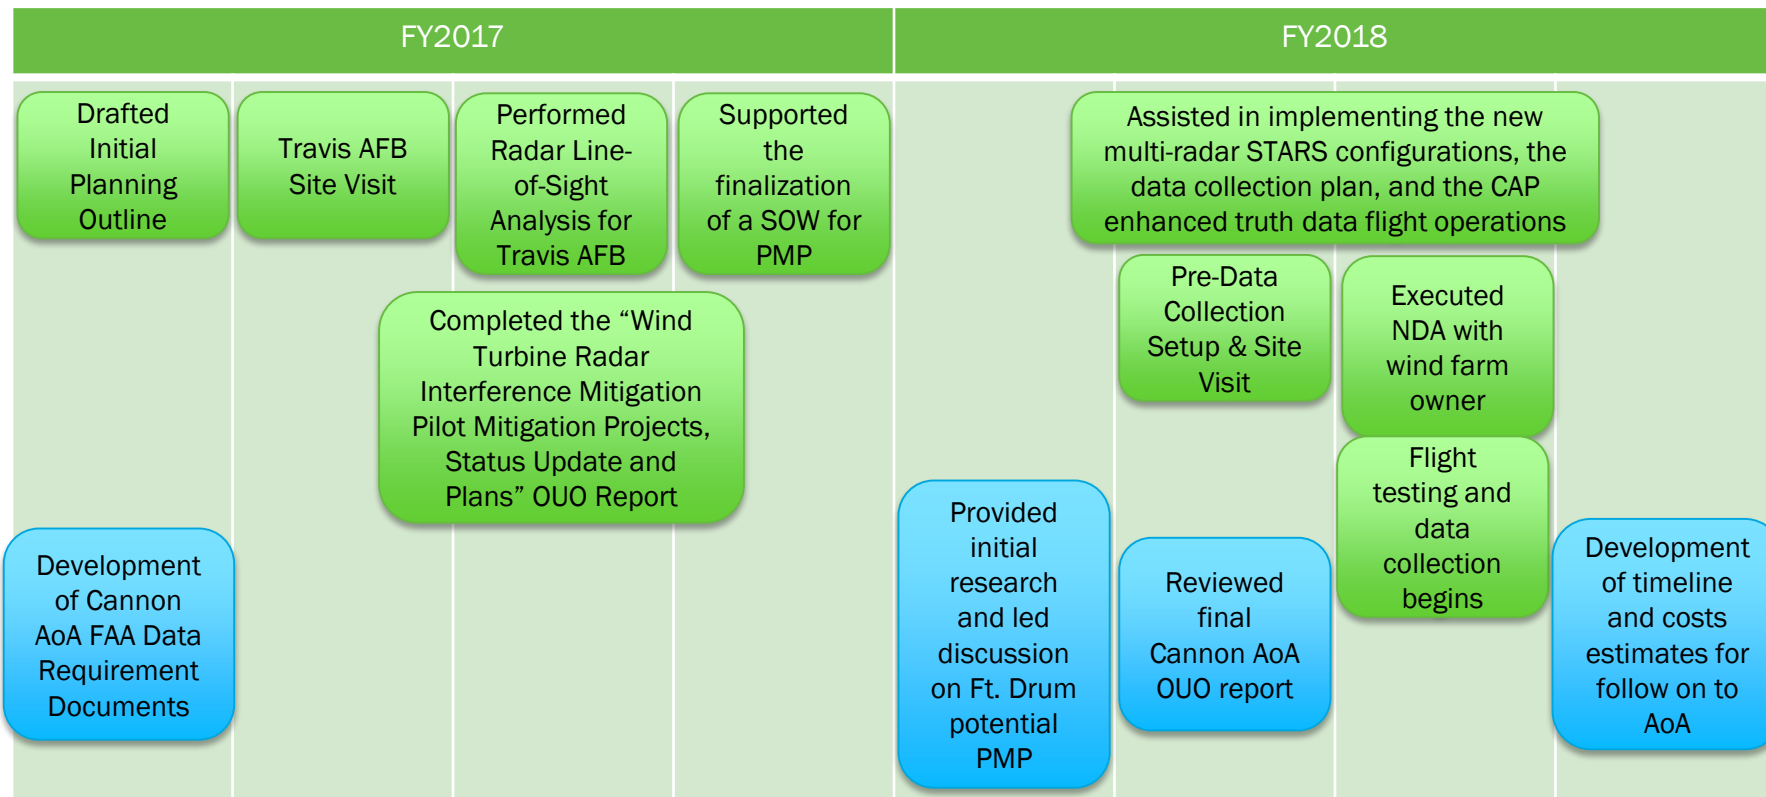 FY2017
FY2018
Drafted
Initial
Planning
Outline
Travis AFB
Site Visit
Performed
Radar Line-
of-Sight
Analysis for
Travis AFB
Supported
the
finalization
of a SOW for
PMP
Assisted in implementing the new
multi-radar STARS configurations, the
data collection plan, and the CAP
enhanced truth data flight operations
Completed the “Wind
Turbine Radar
Interference Mitigation
Pilot Mitigation Projects,
Status Update and
Plans” OUO Report
Pre-Data
Collection
Setup & Site
Visit
Executed
NDA with
wind farm
owner
Flight
testing and
data
collection
begins
Development
of Cannon
AoA FAA Data
Requirement
Documents
Provided
initial
research
and led
discussion
on Ft. Drum
potential
PMP
Reviewed
final
Cannon AoA
OUO report
Development
of timeline
and costs
estimates for
follow on to
AoA